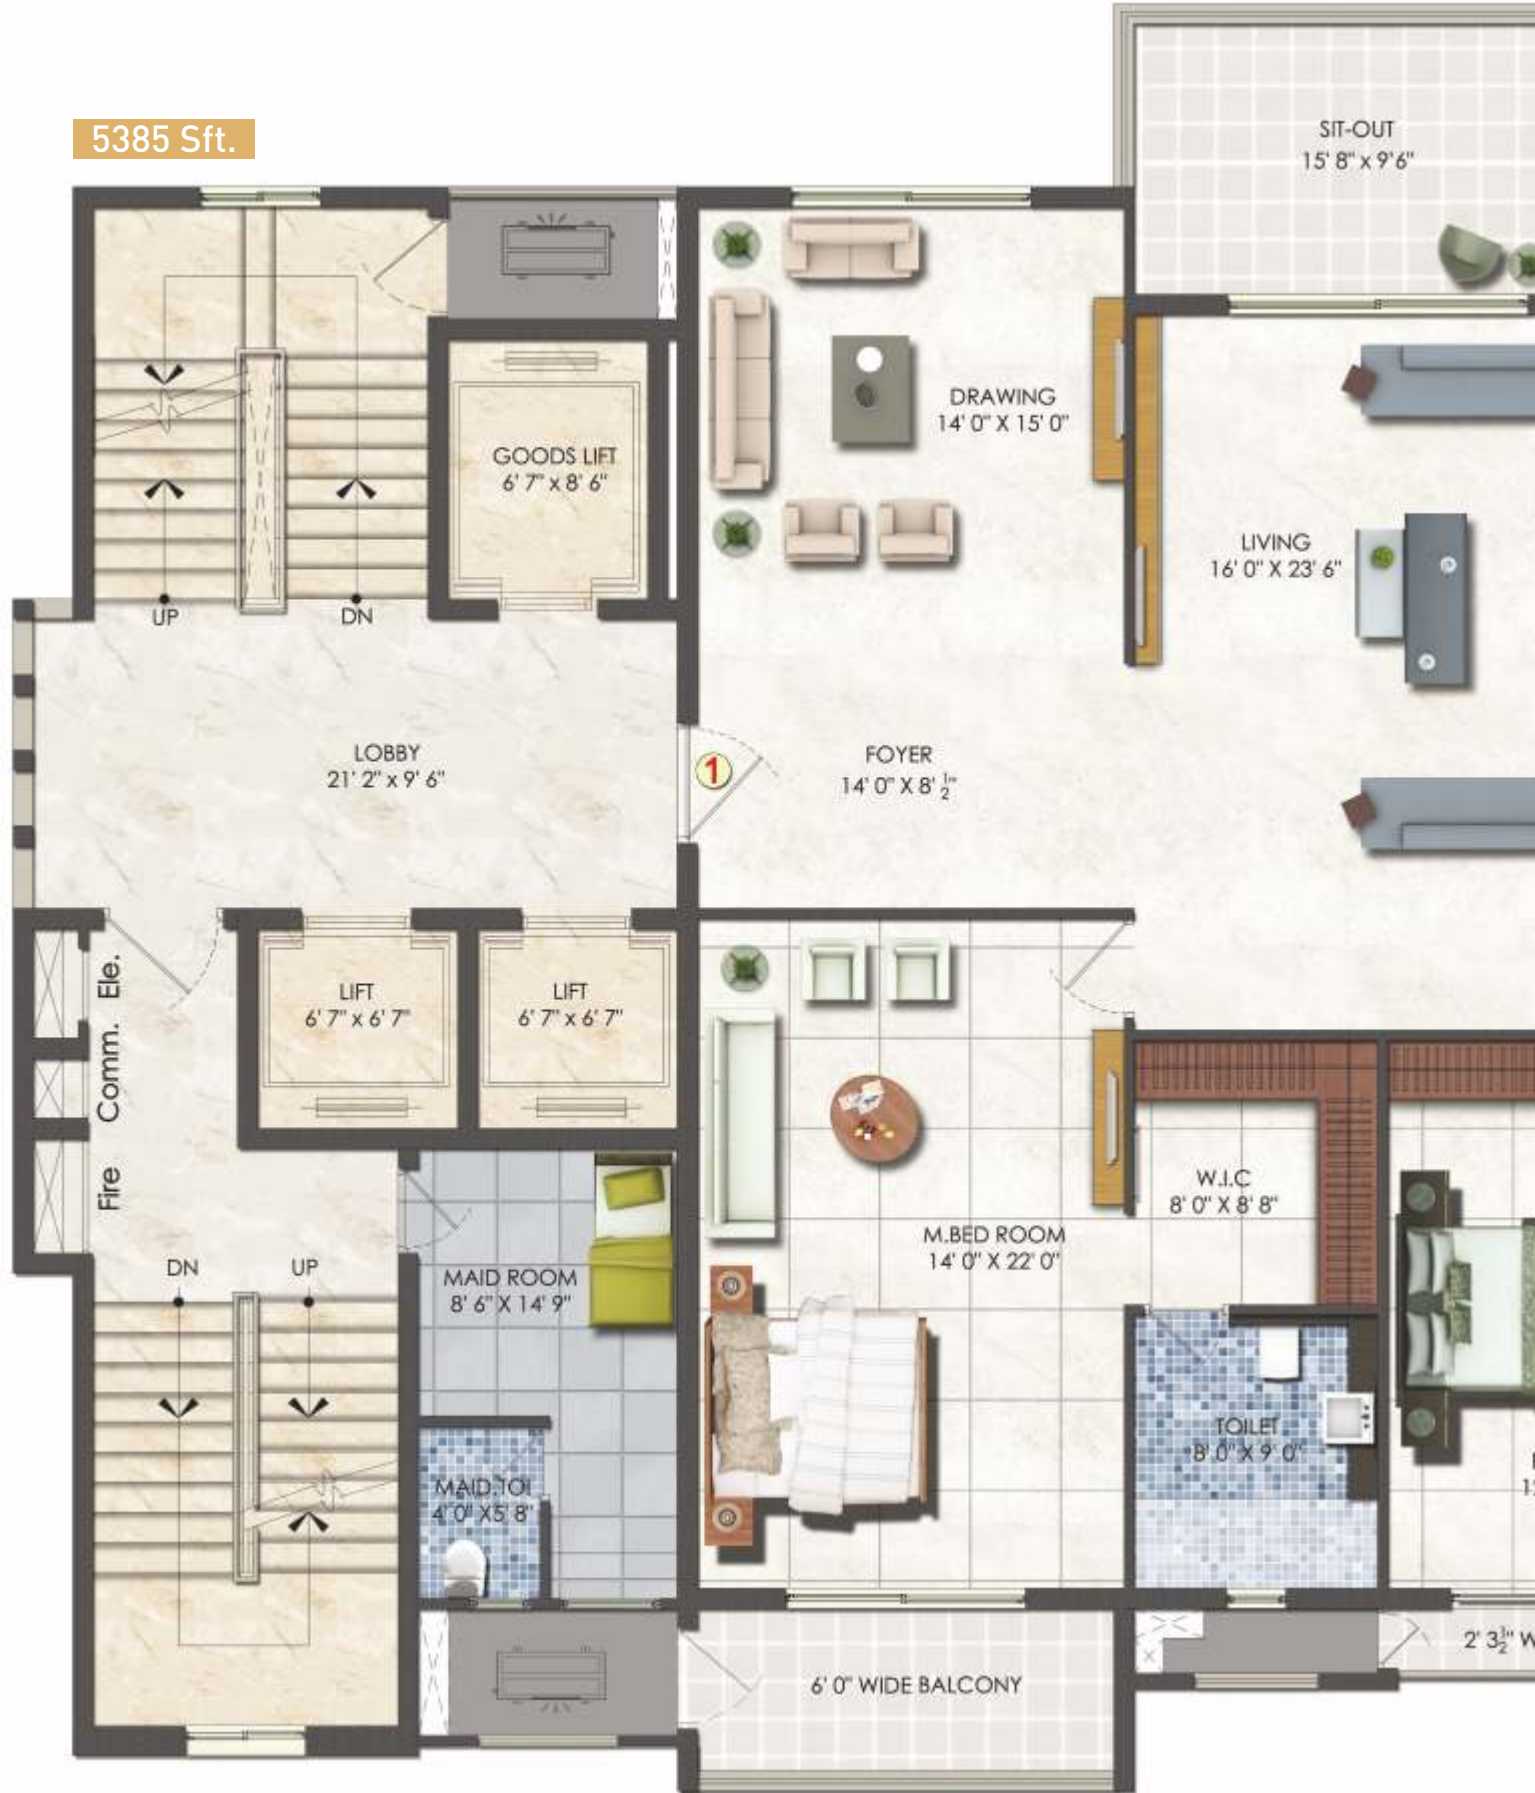 5385 Sft.
SIT-OUT
15' 8" x 9'6"
DRAWING
14' 0" X 15' 0"
GOODS LIFT
6' 7" x 8' 6"
LIVING
16' 0" X 23' 6"
UP
DN
LOBBY
21' 2" x 9' 6"
1
FOYER
14' 0" X 8' ½"
Ele.
Comm.
Fire
LIFT
6' 7" x 6' 7"
LIFT
6' 7" x 6' 7"
W.I.C
8' 0" X 8' 8"
M.BED ROOM
14' 0" X 22' 0"
DN
UP
MAID ROOM
8' 6" X 14' 9"
TOILET
8' 0" X 9' 0"
MAID.TOI
4' 0" X5' 8"
2' 3½" W
6' 0" WIDE BALCONY